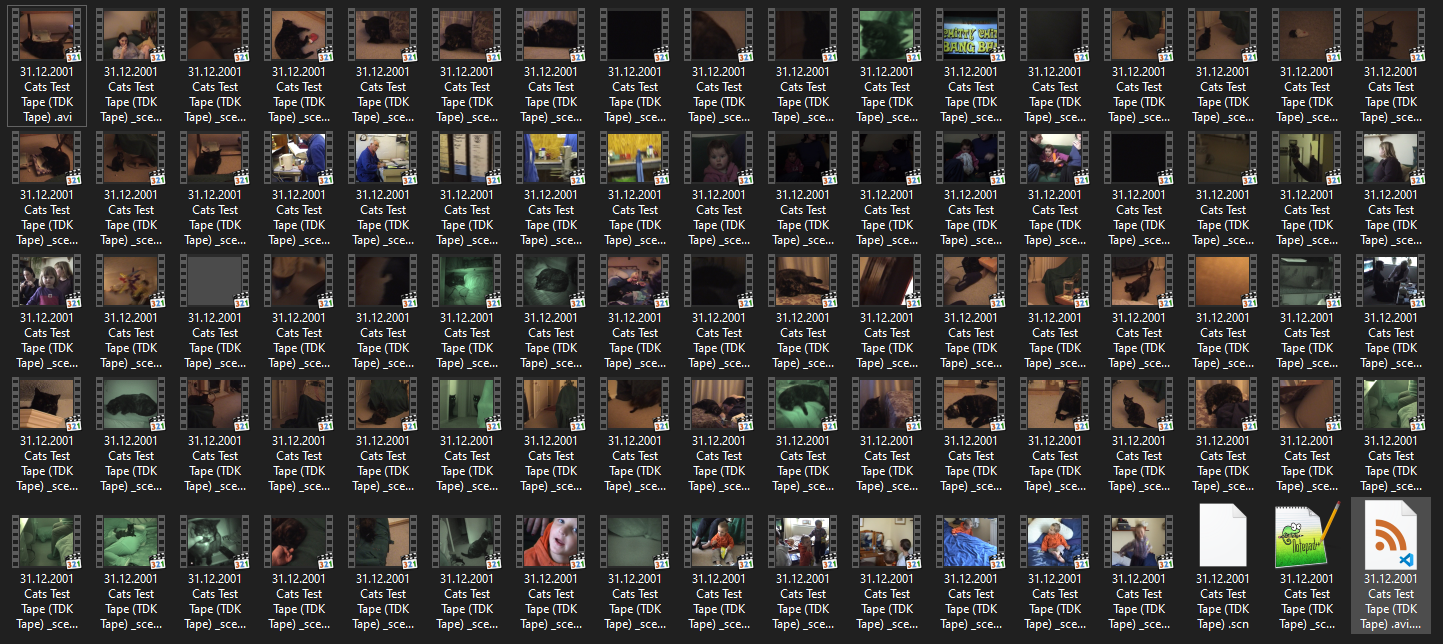 CHITTY CHI
BANG BA
31.12.2001 31.12.2001 31.12.2001 31.12.2001 31.12.2001 31.12.2001 31.12.2001 31.12.2001 31.12.2001 31.12.2001 31.12.2001 31.12.2001 31.12.2001 31.12.2001 31.12.2001 31.12.2001 31.12.2001
Cats Test Cats Test Cats Test Cats Test Cats Test Cats Test Cats Test Cats Test Cats Test Cats Test Cats Test Cats Test Cats Test Cats Test Cats Test Cats Test Cats Test
Tape (TDK Tape (TDK Tape (TDK Tape (TDK Tape (TDK Tape (TDK Tape (TDK Tape (TDK Tape (TDK Tape (TDK Tape (TDK Tape (TDK Tape (TDK Tape (TDK Tape (TDK Tape (TDK Tape (TDK
Tape) .avi Tape) _sce... Tape) _sce... Tape) _sce... Tape) _sce... Tape) _sce... Tape) _sce... Tape) _sce... Tape) _sce... Tape) _sce... Tape) _sce... Tape) _sce... Tape) _sce... Tape) _sce... Tape) _sce... Tape) _sce... Tape) _sce...
31.12.2001 31.12.2001 31.12.2001 31.12.2001 31.12.2001 31.12.2001 31.12.2001 31.12.2001 31.12.2001 31.12.2001 31.12.2001 31.12.2001 31.12.2001 31.12.2001 31.12.2001 31.12.2001 31.12.2001
Cats Test Cats Test Cats Test Cats Test Cats Test Cats Test Cats Test Cats Test Cats Test Cats Test Cats Test Cats Test Cats Test Cats Test Cats Test Cats Test Cats Test
Tape (TDK Tape (TDK Tape (TDK Tape (TDK Tape (TDK Tape (TDK Tape (TDK Tape (TDK Tape (TDK Tape (TDK Tape (TDK Tape (TDK Tape (TDK Tape (TDK Tape (TDK Tape (TDK Tape (TDK
Tape) _sce... Tape) _sce... Tape) _sce... Tape) _sce... Tape) _sce... Tape) _sce... Tape) _sce... Tape) _sce... Tape) _sce... Tape) _sce... Tape) _sce... Tape) _sce... Tape) _sce... Tape) _sce... Tape) _sce... Tape) _sce... Tape) _sce...
31.12.2001 31.12.2001 31.12.2001 31.12.2001 31.12.2001 31.12.2001 31.12.2001 31.12.2001 31.12.2001 31.12.2001 31.12.2001 31.12.2001 31.12.2001 31.12.2001 31.12.2001 31.12.2001 31.12.2001
Cats Test Cats Test Cats Test Cats Test Cats Test Cats Test Cats Test Cats Test Cats Test Cats Test Cats Test Cats Test Cats Test Cats Test Cats Test Cats Test Cats Test
Tape (TDK Tape (TDK Tape (TDK Tape (TDK Tape (TDK Tape (TDK Tape (TDK Tape (TDK Tape (TDK Tape (TDK Tape (TDK Tape (TDK Tape (TDK Tape (TDK Tape (TDK Tape (TDK Tape (TDK
Tape) _sce... Tape) _sce... Tape) _sce... Tape) _sce... Tape) _sce... Tape) _sce... Tape) _sce... Tape) _sce... Tape) _sce... Tape) _sce... Tape) _sce... Tape) _sce... Tape) _sce... Tape) _sce... Tape) _sce... Tape) _sce... Tape) _sce...
31.12.2001 31.12.2001 31.12.2001 31.12.2001 31.12.2001 31.12.2001 31.12.2001 31.12.2001 31.12.2001 31.12.2001 31.12.2001 31.12.2001 31.12.2001 31.12.2001 31.12.2001 31.12.2001 31.12.2001
Cats Test Cats Test Cats Test Cats Test Cats Test Cats Test Cats Test Cats Test Cats Test Cats Test Cats Test Cats Test Cats Test Cats Test Cats Test Cats Test Cats Test
Tape (TDK Tape (TDK Tape (TDK Tape (TDK Tape (TDK Tape (TDK Tape (TDK Tape (TDK Tape (TDK Tape (TDK Tape (TDK Tape (TDK Tape (TDK Tape (TDK Tape (TDK Tape (TDK Tape (TDK
Tape) _sce... Tape) _sce... Tape) _sce... Tape) _sce... Tape) _sce... Tape) _sce... Tape) _sce... Tape) _sce... Tape) _sce... Tape) _sce... Tape) _sce... Tape) _sce... Tape) _sce... Tape) _sce... Tape) _sce... Tape) _sce... Tape) _sce...
Notepad++
31.12.2001 31.12.2001 31.12.2001 31.12.2001 31.12.2001 31.12.2001 31.12.2001 31.12.2001 31.12.2001 31.12.2001 31.12.2001 31.12.2001 31.12.2001 31.12.2001 31.12.2001 31.12.2001 31.12.2001
Cats Test Cats Test Cats Test Cats Test Cats Test Cats Test Cats Test Cats Test Cats Test Cats Test Cats Test Cats Test Cats Test Cats Test Cats Test Cats Test Cats Test
Tape (TDK Tape (TDK Tape (TDK Tape (TDK Tape (TDK Tape (TDK Tape (TDK Tape (TDK Tape (TDK Tape (TDK Tape (TDK Tape (TDK Tape (TDK Tape (TDK Tape (TDK Tape (TDK Tape (TDK
Tape) _sce... Tape) _sce... Tape) _sce... Tape) _sce... Tape) _sce... Tape) _sce... Tape) _sce... Tape) _sce... Tape) _sce... Tape) _sce... Tape) _sce... Tape) _sce... Tape) _sce... Tape) _sce... Tape) .scn Tape) _sc... Tape) .avi....